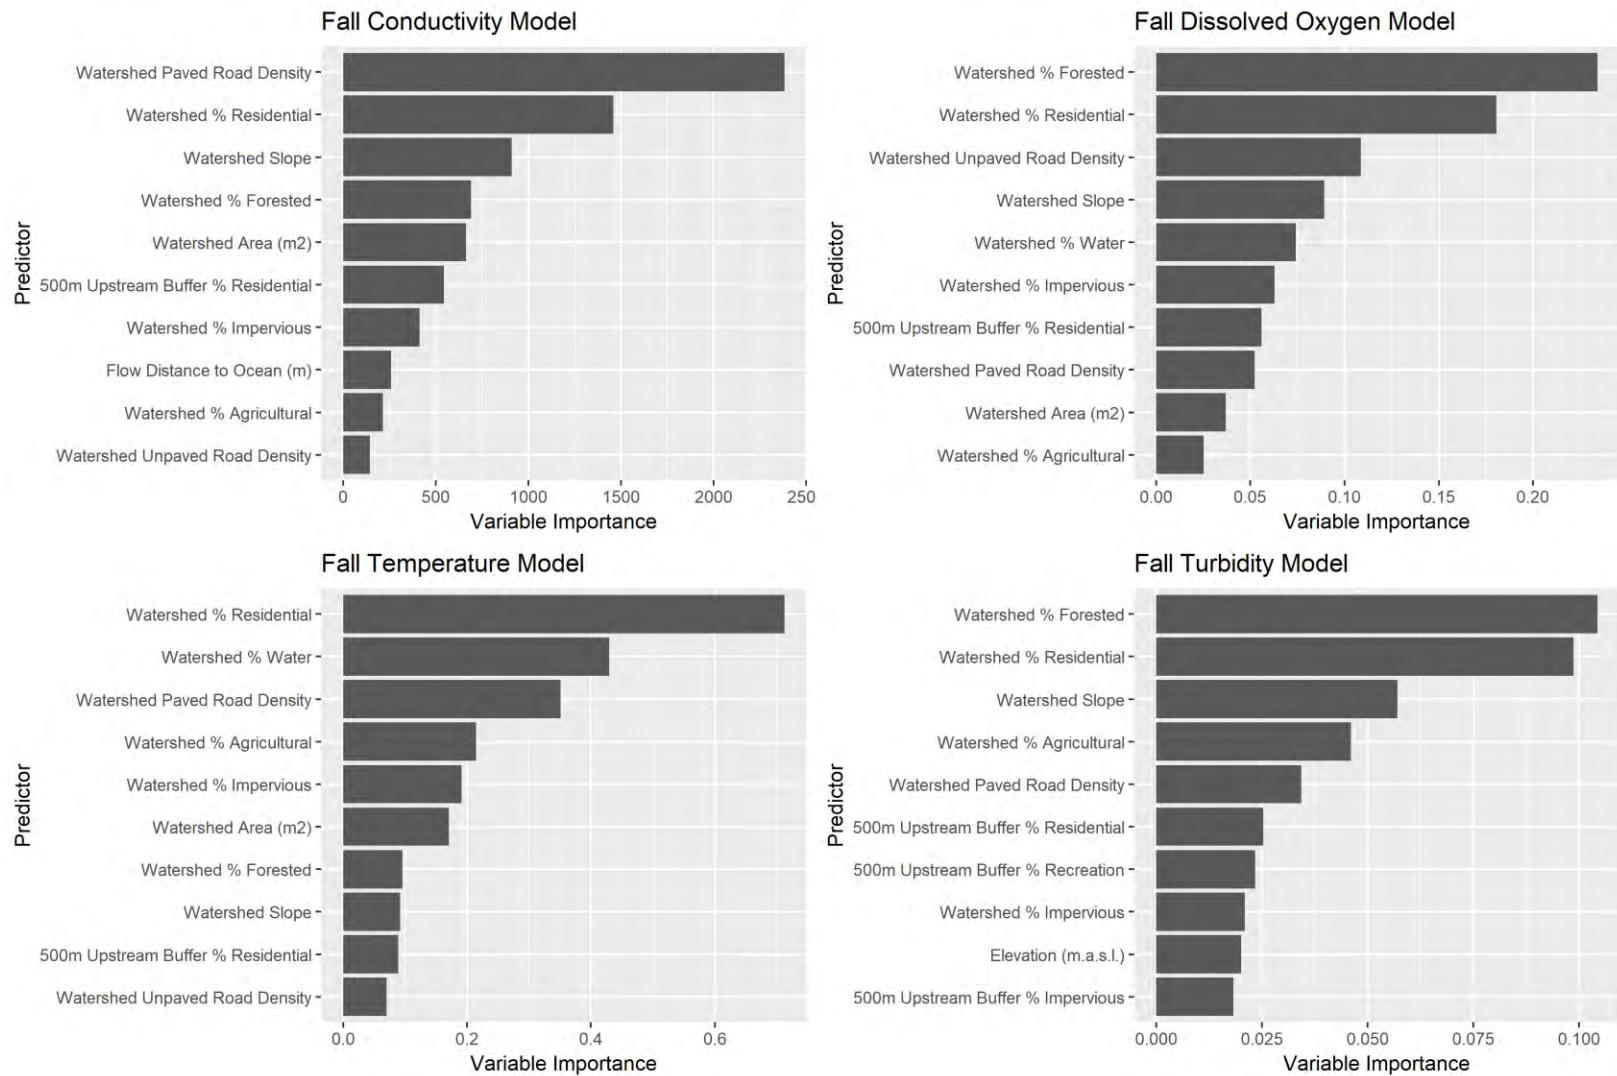 Fall Conductivity Model
Predictor
Watershed Paved Road Density
Watershed % Residential
Watershed Slope
Watershed % Forested
Watershed Area (m2)
500m Upstream Buffer % Residential
Watershed % Impervious
Flow Distance to Ocean (m)
Watershed % Agricultural
Watershed Unpaved Road Density
0 500 1000 1500 2000 250
Variable Importance
Fall Dissolved Oxygen Model
Predictor
Watershed % Forested
Watershed % Residential
Watershed Unpaved Road Density
Watershed Slope
Watershed % Water
Watershed % Impervious
500m Upstream Buffer % Residential
Watershed Paved Road Density
Watershed Area (m2)
Watershed % Agricultural
0.00 0.05 0.10 0.15 0.20
Variable Importance
Fall Temperature Model
Predictor
Watershed % Residential
Watershed % Water
Watershed Paved Road Density
Watershed % Agricultural
Watershed % Impervious
Watershed Area (m2)
Watershed % Forested
Watershed Slope
500m Upstream Buffer % Residential
Watershed Unpaved Road Density
0.0 0.2 0.4 0.6
Variable Importance
Fall Turbidity Model
Predictor
Watershed % Forested
Watershed % Residential
Watershed Slope
Watershed % Agricultural
Watershed Paved Road Density
500m Upstream Buffer % Residential
500m Upstream Buffer % Recreation
Watershed % Impervious
Elevation (m.a.s.l.)
500m Upstream Buffer % Impervious
0.000 0.025 0.050 0.075 0.100
Variable Importance